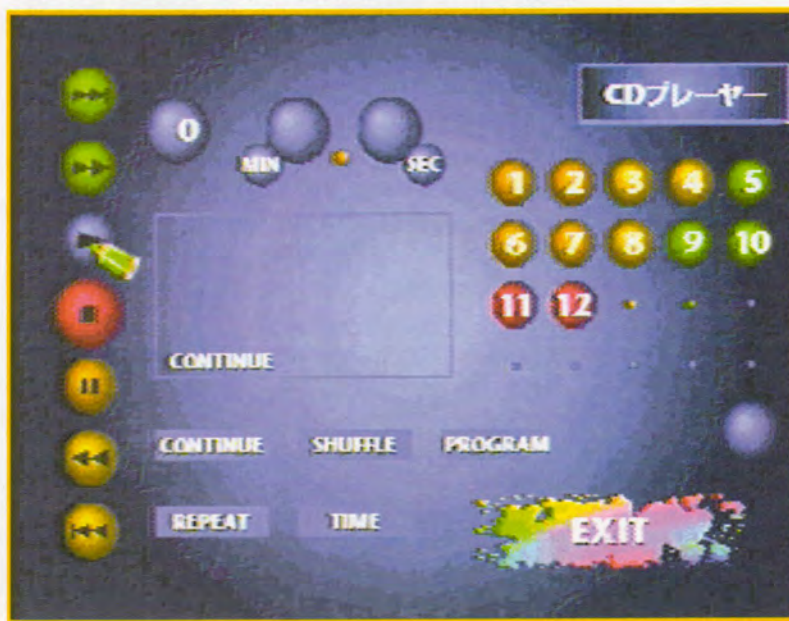 CDプレーヤー
0
MIN SEC
1 2 3 4 5
6 7 8 9 10
11 12
CONTINUE
CONTINUE SHUFFLE PROGRAM
REPEAT TIME
EXIT